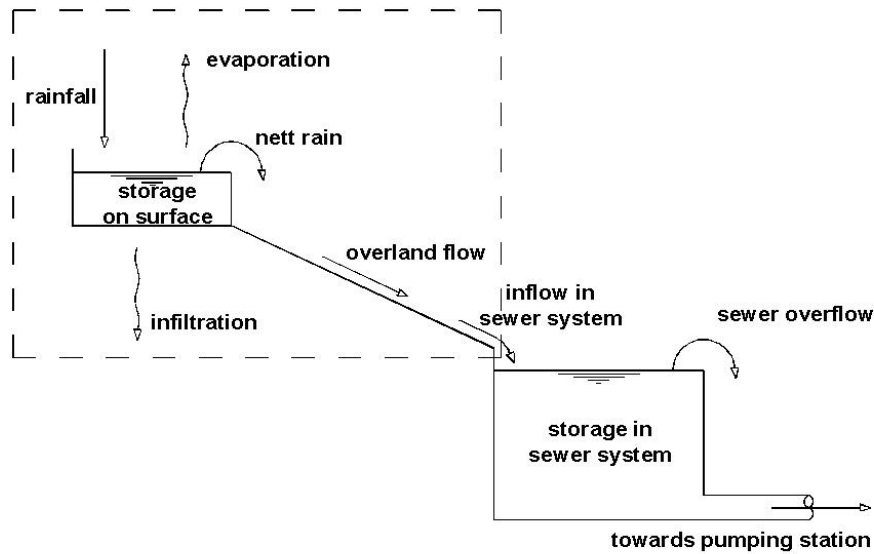 evaporation
rainfall
nett rain
storage
on surface
overland flow
infiltration
inflow in
sewer system
sewer overflow
storage in
sewer system
towards pumping station